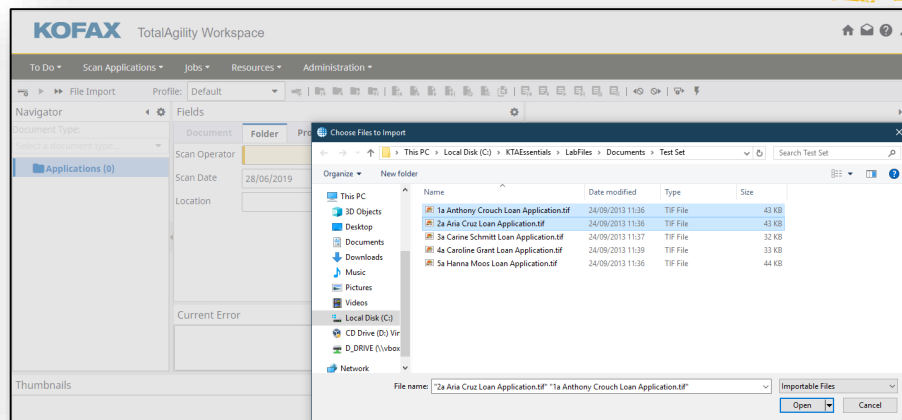 KOFAX TotalAgility Workspace
To Do Scan Applications Jobs Resources Administration
File Import Profile: Default
Navigator
Document Type:
Select a document type...
Applications (0)
Fields
Document Folder Pro
Scan Operator
Scan Date 28/06/2019
Location
Current Error
Thumbnails
Choose Files to Import
This PC > Local Disk (C:) > KTAEssentials > LabFiles > Documents > Test Set
Search Test Set
Organize New folder
This PC
3D Objects
Desktop
Documents
Downloads
Music
Pictures
Videos
Local Disk (C:)
CD Drive (D:) Vir
D_DRIVE (\\vbox
Network
Name Date modified Type Size
1a Anthony Crouch Loan Application.tif 24/09/2013 11:36 TIF File 43 KB
2a Aria Cruz Loan Application.tif 24/09/2013 11:36 TIF File 43 KB
3a Carine Schmitt Loan Application.tif 24/09/2013 11:37 TIF File 32 KB
4a Caroline Grant Loan Application.tif 24/09/2013 11:39 TIF File 33 KB
5a Hanna Moos Loan Application.tif 24/09/2013 11:36 TIF File 44 KB
File name: "2a Aria Cruz Loan Application.tif" "1a Anthony Crouch Loan Application.tif"
Importable Files
Open Cancel